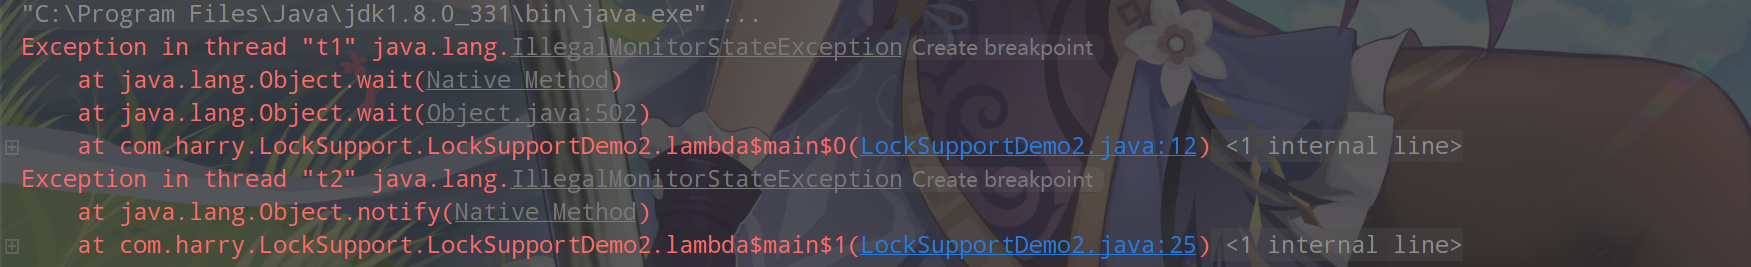 "C:\Program Files\Java\jdk1.8.0_331\bin\java.exe" ...
Exception in thread "t1" java.lang.IllegalMonitorStateException Create breakpoint
at java.lang.Object.wait(Native Method)
at java.lang.Object.wait(Object.java:502)
at com.harry.LockSupport.LockSupportDemo2.lambda$main$0(LockSupportDemo2.java:12) <1 internal line>
Exception in thread "t2" java.lang.IllegalMonitorStateException Create breakpoint
at java.lang.Object.notify(Native Method)
at com.harry.LockSupport.LockSupportDemo2.lambda$main$1(LockSupportDemo2.java:25) <1 internal line>